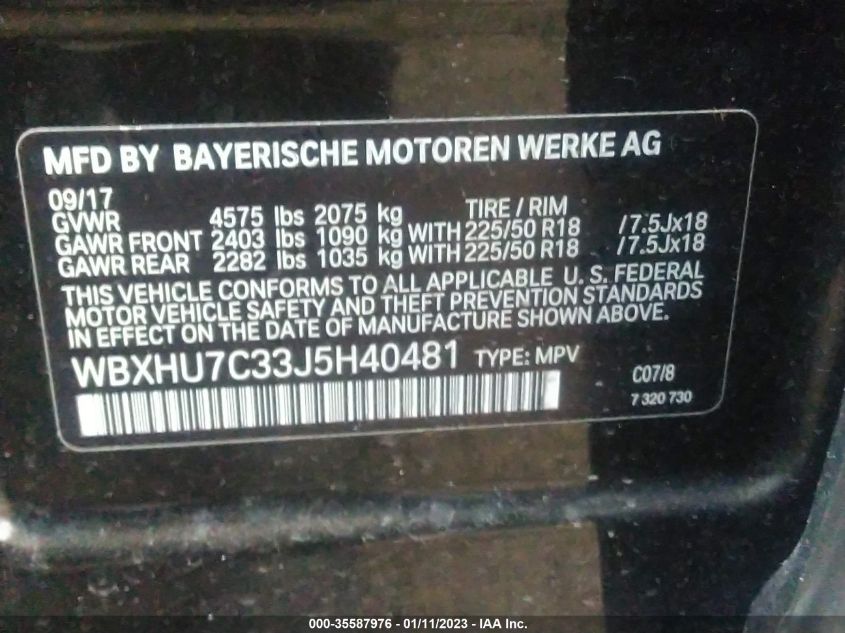 MFD BY BAYERISCHE MOTOREN WERKE AG
09/17 TIRE / RIM
GVWR 4575 lbs 2075 kg
GAWR FRONT 2403 lbs 1090 kg WITH 225/50 R18 /7.5Jx18
GAWR REAR 2282 lbs 1035 kg WITH 225/50 R18 /7.5Jx18
THIS VEHICLE CONFORMS TO ALL APPLICABLE U. S. FEDERAL
MOTOR VEHICLE SAFETY AND THEFT PREVENTION STANDARDS
IN EFFECT ON THE DATE OF MANUFACTURE SHOWN ABOVE.
WBXHU7C33J5H40481 TYPE: MPV
C07/8
7 320 730
000-35587976 - 01/11/2023 - IAA Inc.